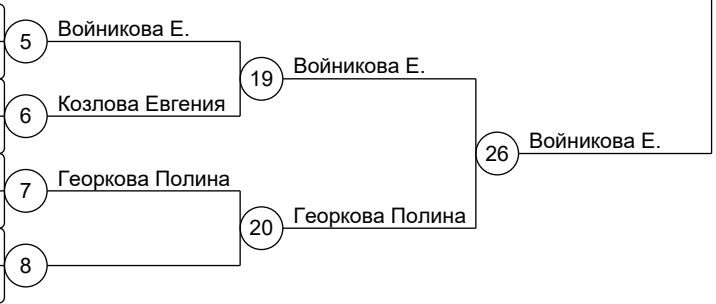 5 Войникова Е.
19 Войникова Е.
6 Козлова Евгения
26 Войникова Е.
7 Георкова Полина
20 Георкова Полина
8